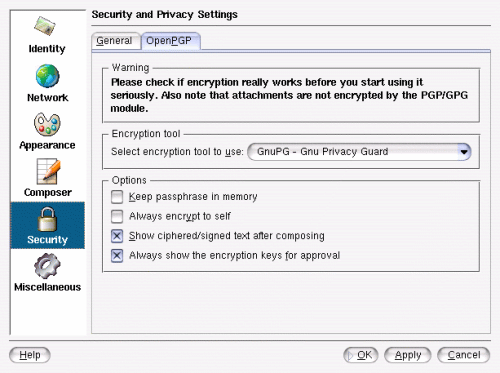 Security and Privacy Settings
Identity
Network
Appearance
Composer
Security
Miscellaneous
General
OpenPGP
Warning
Please check if encryption really works before you start using it
seriously. Also note that attachments are not encrypted by the PGP/GPG
module.
Encryption tool
Select encryption tool to use:
GnuPG - Gnu Privacy Guard
Options
Keep passphrase in memory
Always encrypt to self
Show ciphered/signed text after composing
Always show the encryption keys for approval
Help
OK
Apply
Cancel